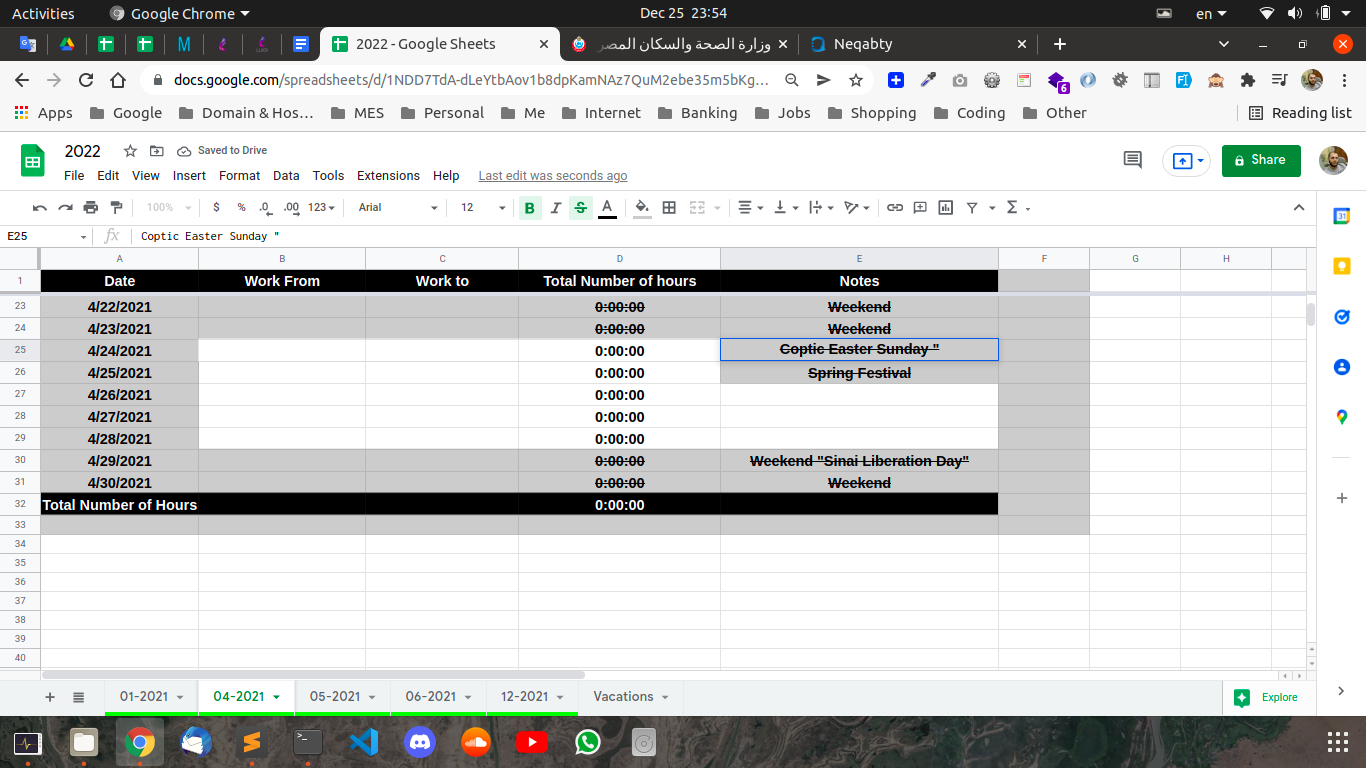 Activities Google Chrome Dec 25 23:54 en
2022 - Google Sheets وزارة الصحة والسكان المصر Neqabty
docs.google.com/spreadsheets/d/1NDD7TdA-dLeYtbAov1b8dpKamNAz7QuM2ebe35m5bKg...
6
Apps Google Domain & Hos... MES Personal Me Internet Banking Jobs Shopping Coding Other Reading list
2022 Saved to Drive
File Edit View Insert Format Data Tools Extensions Help Last edit was seconds ago
Share
100% $ % .0 .00 123 Arial 12 B I S A
E25 fx Coptic Easter Sunday "
A B C D E F G H
1 Date Work From Work to Total Number of hours Notes
23 4/22/2021 0:00:00 Weekend
24 4/23/2021 0:00:00 Weekend
25 4/24/2021 0:00:00 Coptic Easter Sunday "
26 4/25/2021 0:00:00 Spring Festival
27 4/26/2021 0:00:00
28 4/27/2021 0:00:00
29 4/28/2021 0:00:00
30 4/29/2021 0:00:00 Weekend "Sinai Liberation Day"
31 4/30/2021 0:00:00 Weekend
32 Total Number of Hours 0:00:00
33
34
35
36
37
38
39
40
01-2021 04-2021 05-2021 06-2021 12-2021 Vacations Explore